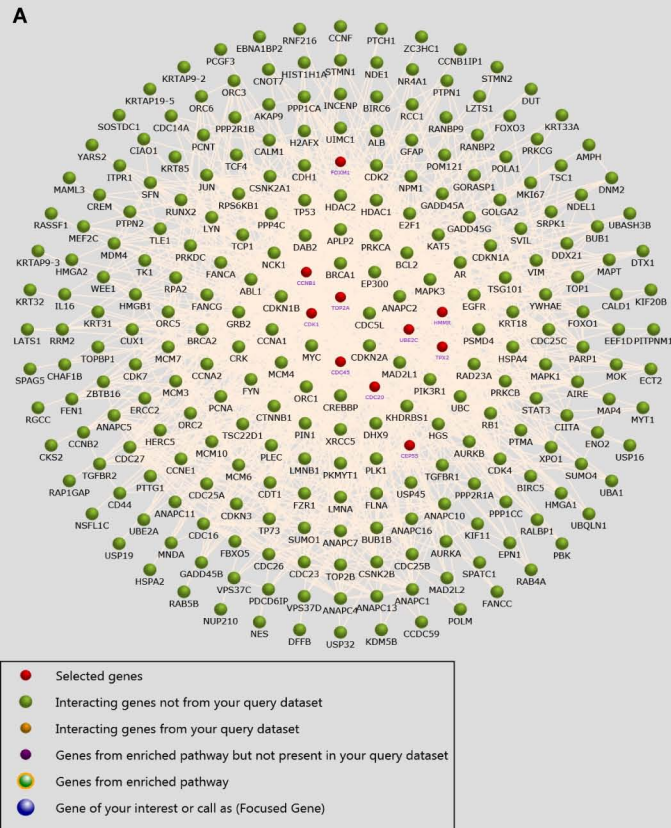 A
CCNF
RNF216 PTCH1
EBNA1BP2 ZC3HC1
PCGF3 CCNB1IP1
HIST1H1A STMN1 NDE1
KRTAP9-2 CNOT7 NR4A1 STMN2
ORC3 PTPN1
KRTAP19-5 ORC6 PPP1CA INCENP BIRC6 LZTS1 DUT
AKAP9 RCC1
SOSTDC1 CDC14A PPP2R1B RANBP9 FOXO3 KRT33A
H2AFX UIMC1 ALB
YARS2 CIAO1 PCNT CALM1 GFAP RANBP2 PRKCG AMPH
KRT85 TCF4 POM121 POLA1
ITPR1 CDH1 FOXM1 CDK2 TSC1
MAML3 SFN JUN CSNK2A1 NPM1 GORASP1 MKI67 DNM2
CREM RPS6KB1 GADD45A NDEL1
RASSF1 PTPN2 RUNX2 TP53 HDAC2 HDAC1 GOLGA2 SRPK1 UBASH3B
MEF2C LYN PPP4C E2F1 GADD45G BUB1
TLE1 DAB2 APLP2 PRKCA SVIL
KRTAP9-3 MDM4 PRKDC TCP1 KAT5 CDKN1A DDX21 DTX1
HMGA2 TK1 FANCA NCK1 BCL2 AR VIM MAPT
KRT32 WEE1 RPA2 CCNB1 BRCA1 EP300 TSG101 TOP1 KIF20B
IL16 HMGB1 FANCG ABL1 MAPK3 YWHAE CALD1
CDKN1B TOP2A ANAPC2 EGFR
KRT31 ORC5 GRB2 CDK1 CDC5L HMMR KRT18 FOXO1
LATS1 RRM2 CUX1 BRCA2 CCNA1 UBE2C PSMD4 CDC25C EEF1D PITPNM1
TOPBP1 MCM7 CRK MYC CDKN2A TPX2 HSPA4 PARP1
SPAG5 CHAF1B CDK7 CCNA2 MCM4 CDC45 MAD2L1 RAD23A MAPK1 MOK ECT2
ZBTB16 MCM3 FYN PIK3R1 PRKCB AIRE
RGCC FEN1 ERCC2 PCNA ORC1 CREBBP CDC20 UBC STAT3 MAP4 MYT1
ANAPC5 ORC2 CTNNB1 KHDRBS1 RB1 CIITA
CKS2 CCNB2 HERC5 TSC22D1 PIN1 XRCC5 DHX9 HGS PTMA ENO2 USP16
CDC27 MCM10 PLEC CEP55 AURKB XPO1
TGFBR2 CCNE1 MCM6 LMNB1 PKMYT1 PLK1 TGFBR1 CDK4 SUMO4
RAP1GAP PTTG1 CDC25A CDT1 USP45 PPP2R1A BIRC5 UBA1
CD44 FZR1 LMNA FLNA HMGA1
NSFL1C ANAPC11 CDKN3 ANAPC10 PPP1CC UBQLN1
UBE2A CDC16 TP73 SUMO1 ANAPC7 BUB1B ANAPC16 KIF11 RALBP1
USP19 MNDA FBXO5 AURKA EPN1 PBK
CDC26 CDC23 TOP2B CSNK2B CDC25B
HSPA2 GADD45B SPATC1 RAB4A
VPS37C PDCD6IP MAD2L2
RAB5B VPS37D ANAPC4 ANAPC13 ANAPC1 FANCC
NUP210 POLM
NES CCDC59
DFFB USP32 KDM5B
Selected genes
Interacting genes not from your query dataset
Interacting genes from your query dataset
Genes from enriched pathway but not present in your query dataset
Genes from enriched pathway
Gene of your interest or call as (Focused Gene)